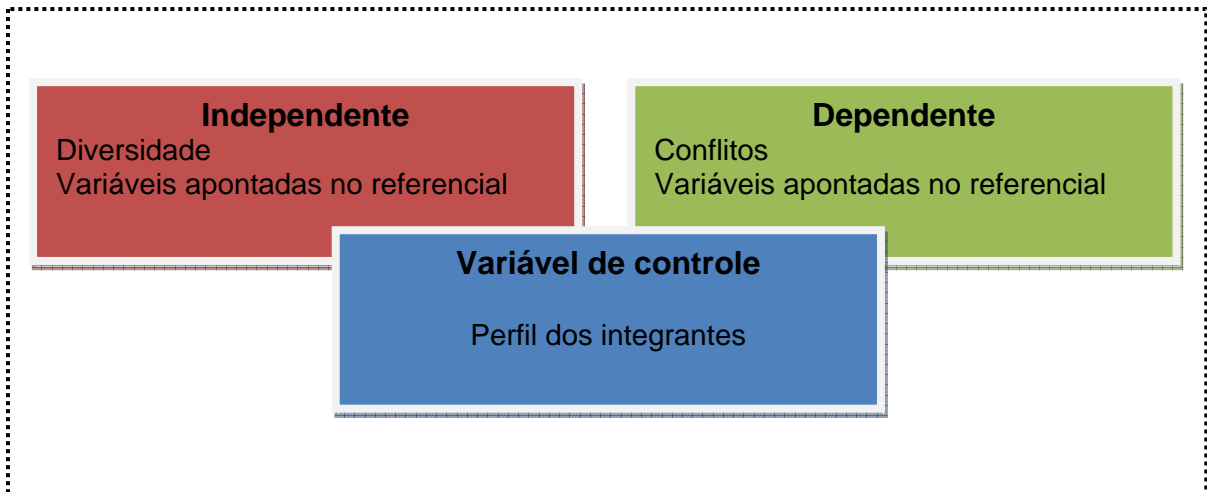 Independente
Diversidade
Variáveis apontadas no referencial
Dependente
Conflitos
Variáveis apontadas no referencial
Variável de controle
Perfil dos integrantes